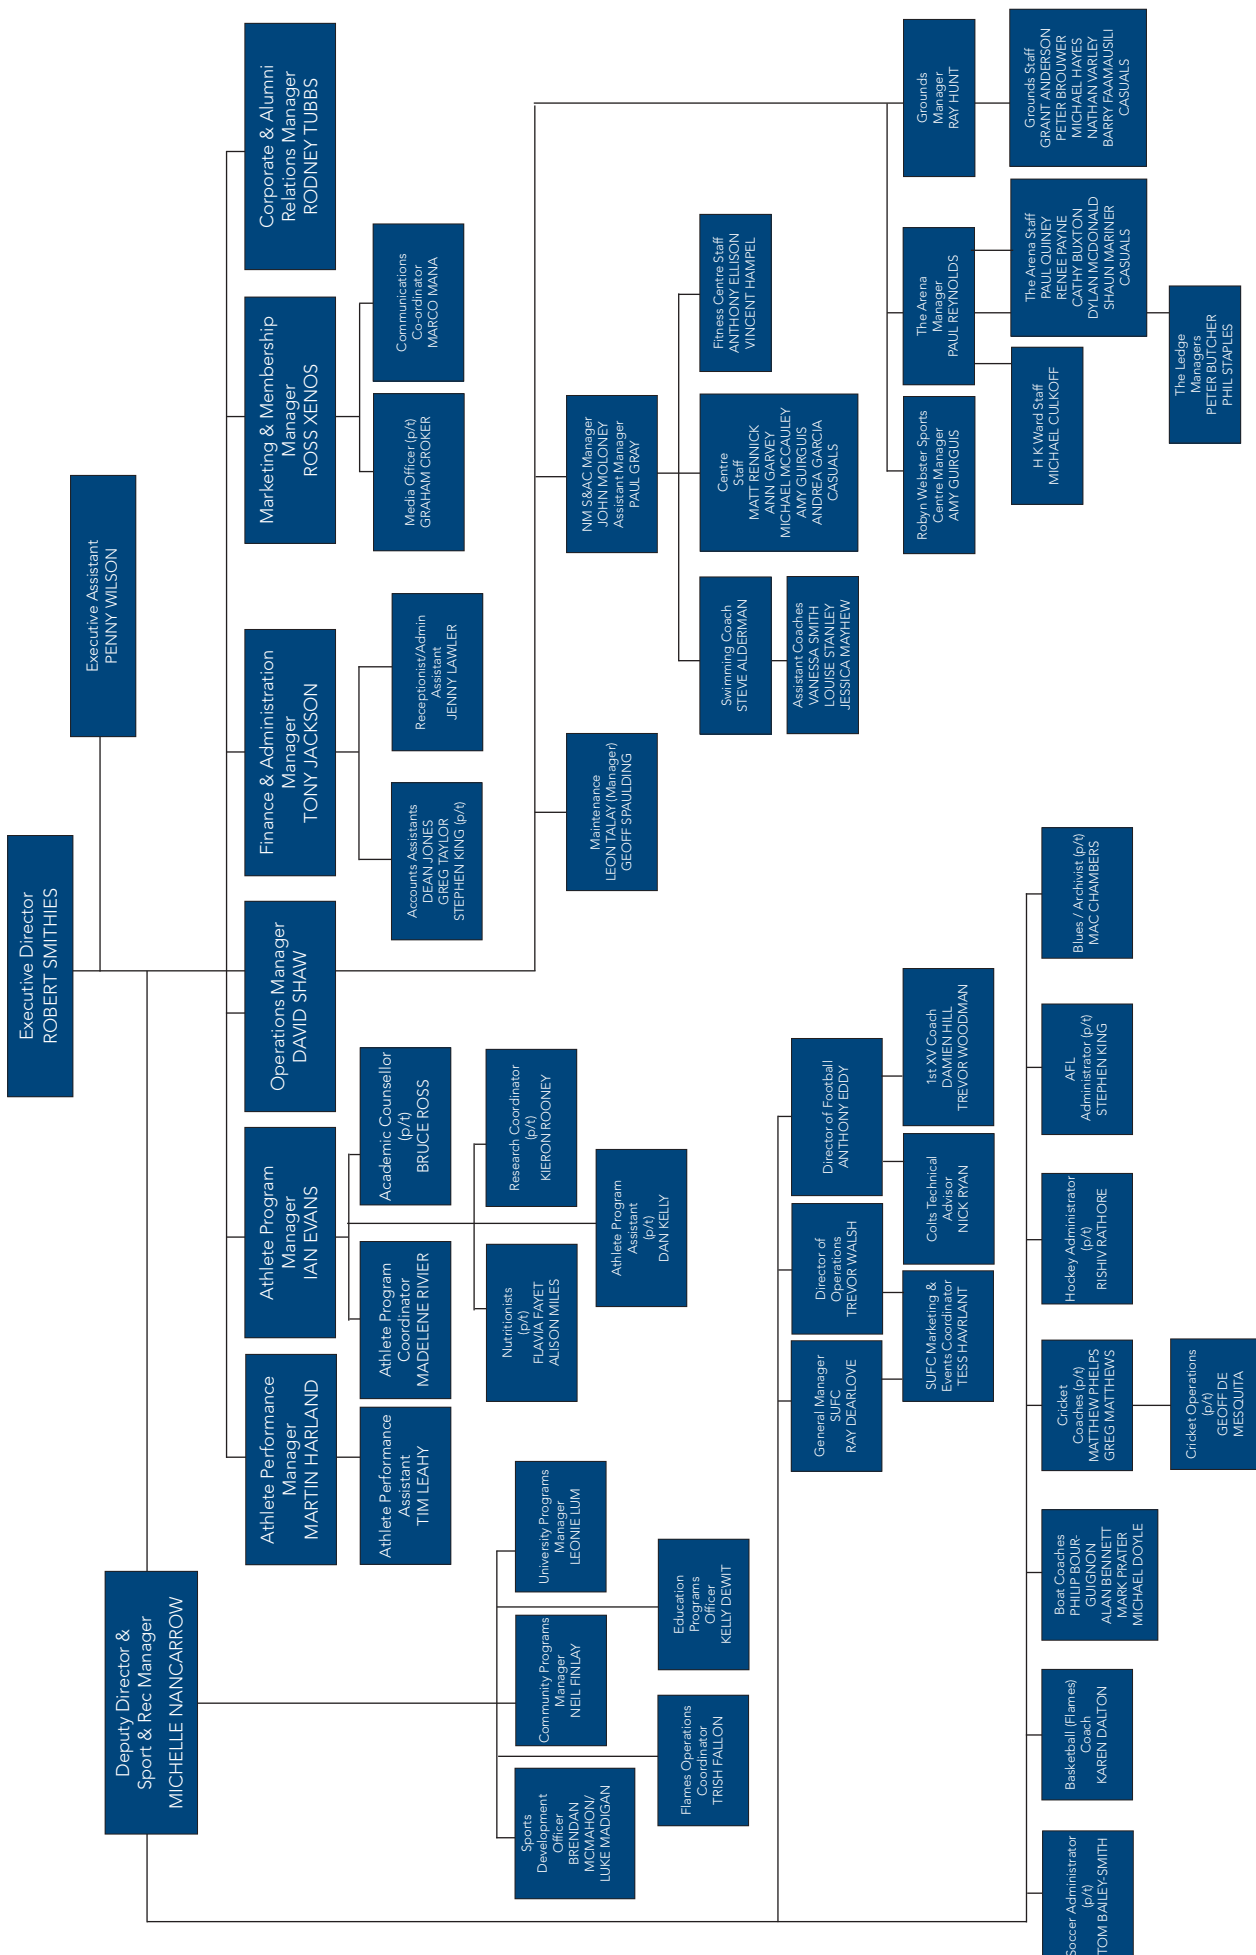 Executive Director
ROBERT SMITHIES
Executive Assistant
PENNY WILSON
Deputy Director &
Sport & Rec Manager
MICHELLE NANCARROW
Athlete Performance
Manager
MARTIN HARLAND
Athlete Program
Manager
IAN EVANS
Operations Manager
DAVID SHAW
Finance & Administration
Manager
TONY JACKSON
Marketing & Membership
Manager
ROSS XENOS
Corporate & Alumni
Relations Manager
RODNEY TUBBS
Athlete Performance
Assistant
TIM LEAHY
Athlete Program
Coordinator
MADELENE RIVIER
Academic Counsellor
(p/t)
BRUCE ROSS
Accounts Assistants
DEAN JONES
GREG TAYLOR
STEPHEN KING (p/t)
Receptionist/Admin
Assistant
JENNY LAWLER
Media Officer (p/t)
GRAHAM CROKER
Communications
Co-ordinator
MARCO MANA
Nutritionists
(p/t)
FLAVIA FAYET
ALISON MILES
Research Coordinator
(p/t)
KIERON ROONEY
Athlete Program
Assistant
(p/t)
DAN KELLY
Sports
Development
Officer
BRENDAN
MCMAHON/
LUKE MADIGAN
Community Programs
Manager
NEIL FINLAY
University Programs
Manager
LEONIE LUM
Flames Operations
Coordinator
TRISH FALLON
Education
Programs
Officer
KELLY DEWIT
Maintenance
LEON TALAY (Manager)
GEOFF SPAULDING
NM S&AC Manager
JOHN MOLONEY
Assistant Manager
PAUL GRAY
Swimming Coach
STEVE ALDERMAN
Centre
Staff
MATT RENNICK
ANN GARVEY
MICHAEL MCCAULEY
AMY GUIRGUIS
ANDREA GARCIA
CASUALS
Fitness Centre Staff
ANTHONY ELLISON
VINCENT HAMPEL
Assistant Coaches
VANESSA SMITH
LOUISE STANLEY
JESSICA MAYHEW
General Manager
SUFC
RAY DEARLOVE
Director of
Operations
TREVOR WALSH
Director of Football
ANTHONY EDDY
SUFC Marketing &
Events Coordinator
TESS HAVRLANT
Colts Technical
Advisor
NICK RYAN
1st XV Coach
DAMIEN HILL
TREVOR WOODMAN
Robyn Webster Sports
Centre Manager
AMY GUIRGUIS
The Arena
Manager
PAUL REYNOLDS
Grounds
Manager
RAY HUNT
H K Ward Staff
MICHAEL CULKOFF
The Arena Staff
PAUL QUINEY
RENEE PAYNE
CATHY BUXTON
DYLAN MCDONALD
SHAUN MARINER
CASUALS
Grounds Staff
GRANT ANDERSON
PETER BROUWER
MICHAEL HAYES
NATHAN VARLEY
BARRY FAAMAUSILI
CASUALS
The Ledge
Managers
PETER BUTCHER
PHIL STAPLES
Soccer Administrator
(p/t)
TOM BAILEY-SMITH
Basketball (Flames)
Coach
KAREN DALTON
Boat Coaches
PHILIP BOUR-
GUIGNON
ALAN BENNETT
MARK PRATER
MICHAEL DOYLE
Cricket
Coaches (p/t)
MATTHEW PHELPS
GREG MATTHEWS
Hockey Administrator
(p/t)
RISHIV RATHORE
AFL
Administrator (p/t)
STEPHEN KING
Blues / Archivist (p/t)
MAC CHAMBERS
Cricket Operations
(p/t)
GEOFF DE
MESQUITA